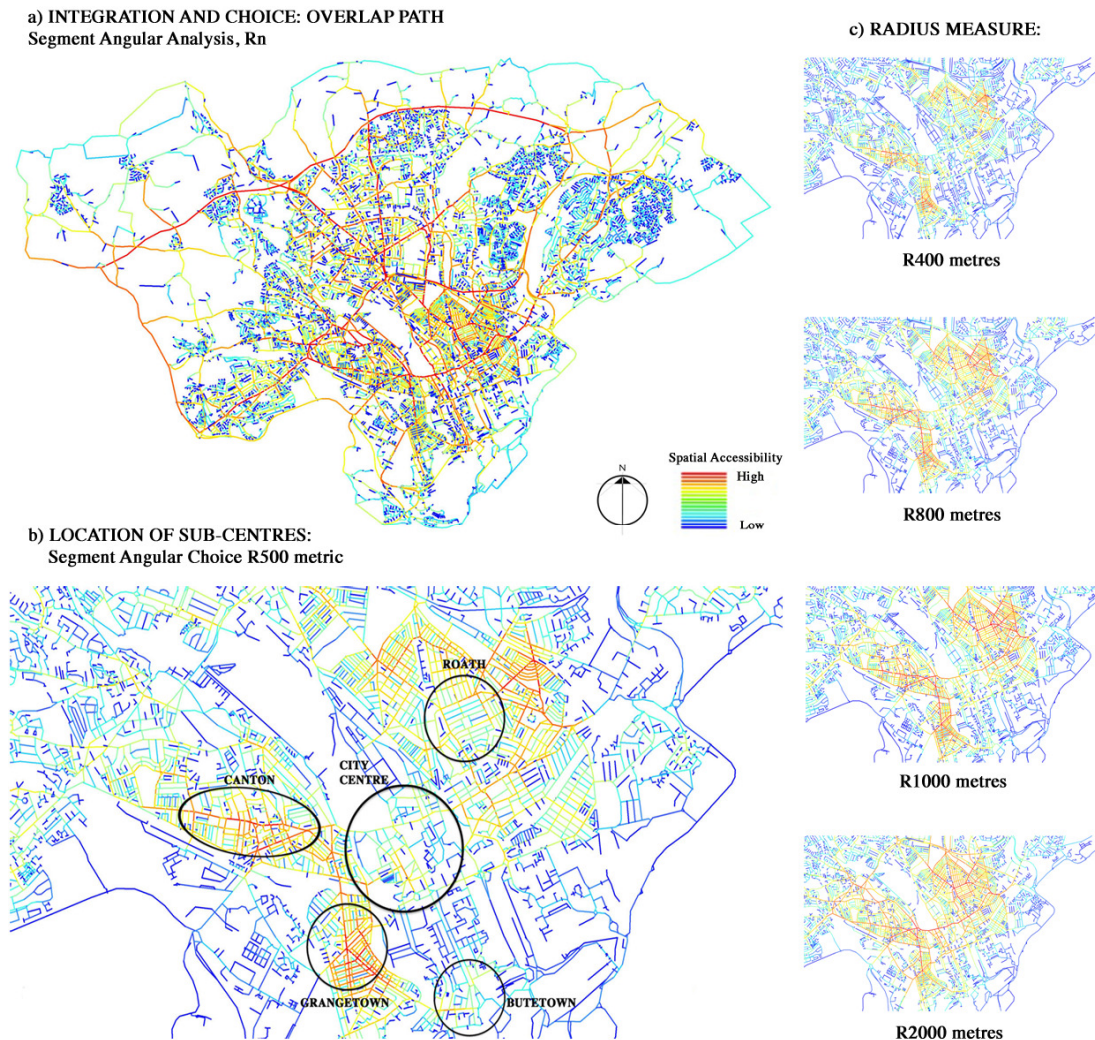 a) INTEGRATION AND CHOICE: OVERLAP PATH
Segment Angular Analysis, Rn
c) RADIUS MEASURE:
R400 metres
R800 metres
N
Spatial Accessibility
High
Low
b) LOCATION OF SUB-CENTRES:
Segment Angular Choice R500 metric
ROATH
CITY
CENTRE
CANTON
GRANGETOWN
BUTETOWN
R1000 metres
R2000 metres